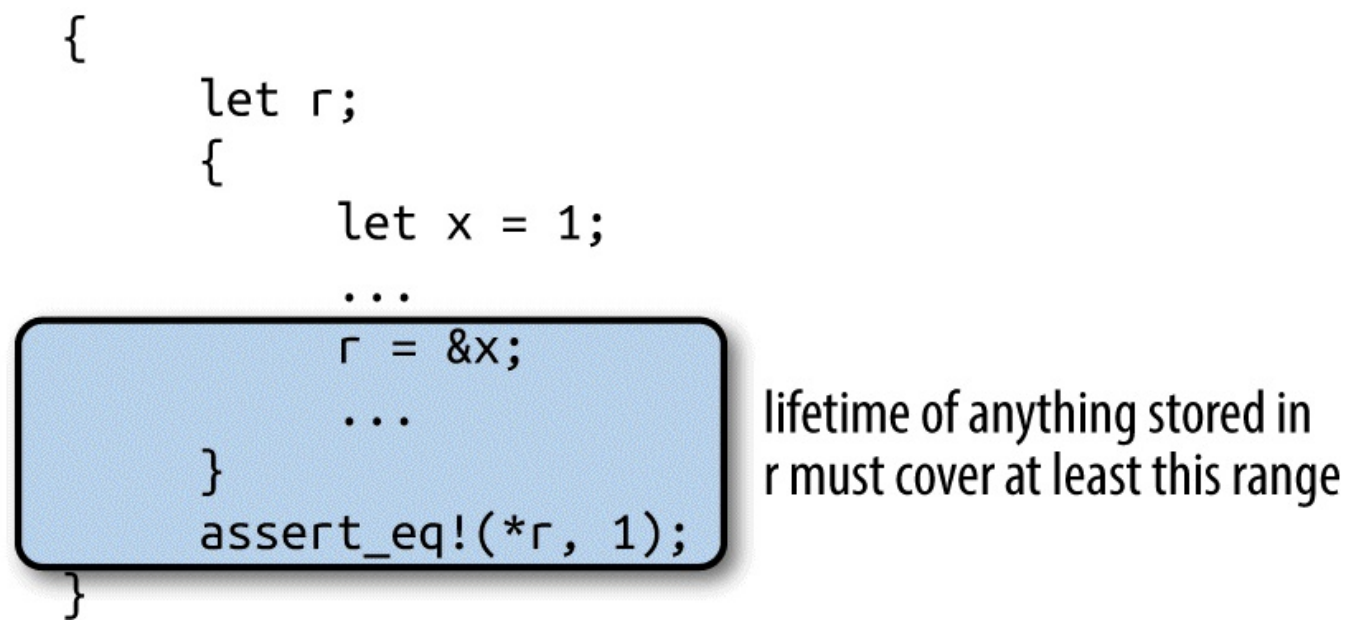 {
let r;
{
let x = 1;
...
r = &x;
...
}
assert_eq!(*r, 1);
}
lifetime of anything stored in
r must cover at least this range